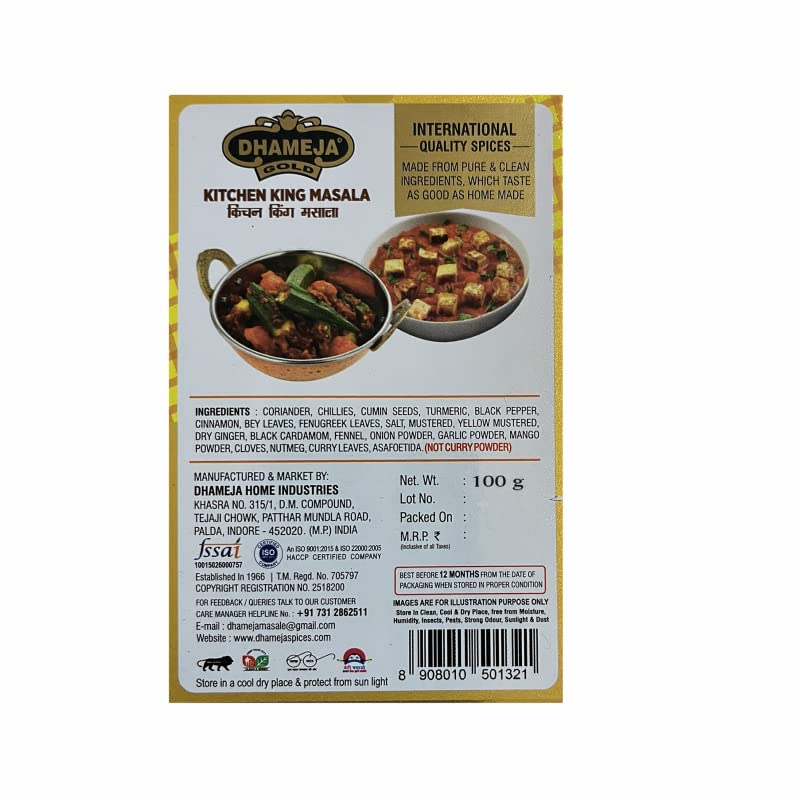 DHAMEJA
GOLD
KITCHEN KING MASALA
किचन किंग मसाला
INTERNATIONAL
QUALITY SPICES
MADE FROM PURE & CLEAN
INGREDIENTS, WHICH TASTE
AS GOOD AS HOME MADE
INGREDIENTS : CORIANDER, CHILLIES, CUMIN SEEDS, TURMERIC, BLACK PEPPER,
CINNAMON, BEY LEAVES, FENUGREEK LEAVES, SALT, MUSTERED, YELLOW MUSTERED,
DRY GINGER, BLACK CARDAMOM, FENNEL, ONION POWDER, GARLIC POWDER, MANGO
POWDER, CLOVES, NUTMEG, CURRY LEAVES, ASAFOETIDA. (NOT CURRY POWDER)
MANUFACTURED & MARKET BY:
DHAMEJA HOME INDUSTRIES
KHASRA NO. 315/1, D.M. COMPOUND,
TEJAJI CHOWK, PATTHAR MUNDLA ROAD,
PALDA, INDORE - 452020. (M.P.) INDIA
fssai
10015026000757
CERTIFIED
ISO
COMPANY
An ISO 9001:2015 & ISO 22000:2005
HACCP CERTIFIED COMPANY
Established In 1966 | T.M. Regd. No. 705797
COPYRIGHT REGISTRATION NO. 2518200
FOR FEEDBACK / QUERIES TALK TO OUR CUSTOMER
CARE MANAGER HELPLINE No. : +91 731 2862511
E-mail : dhamejamasale@gmail.com
Website : www.dhamejaspices.com
Store in a cool dry place & protect from sun light
Net. Wt. : 100 g
Lot No. :
Packed On :
M.R.P. ₹ :
(Inclusive of all Taxes)
BEST BEFORE 12 MONTHS FROM THE DATE OF
PACKAGING WHEN STORED IN PROPER CONDITION
IMAGES ARE FOR ILLUSTRATION PURPOSE ONLY
Store In Clean, Cool & Dry Place, free from Moisture,
Humidity, Insects, Pests, Strong Odour, Sunlight & Dust
8 908010 501321